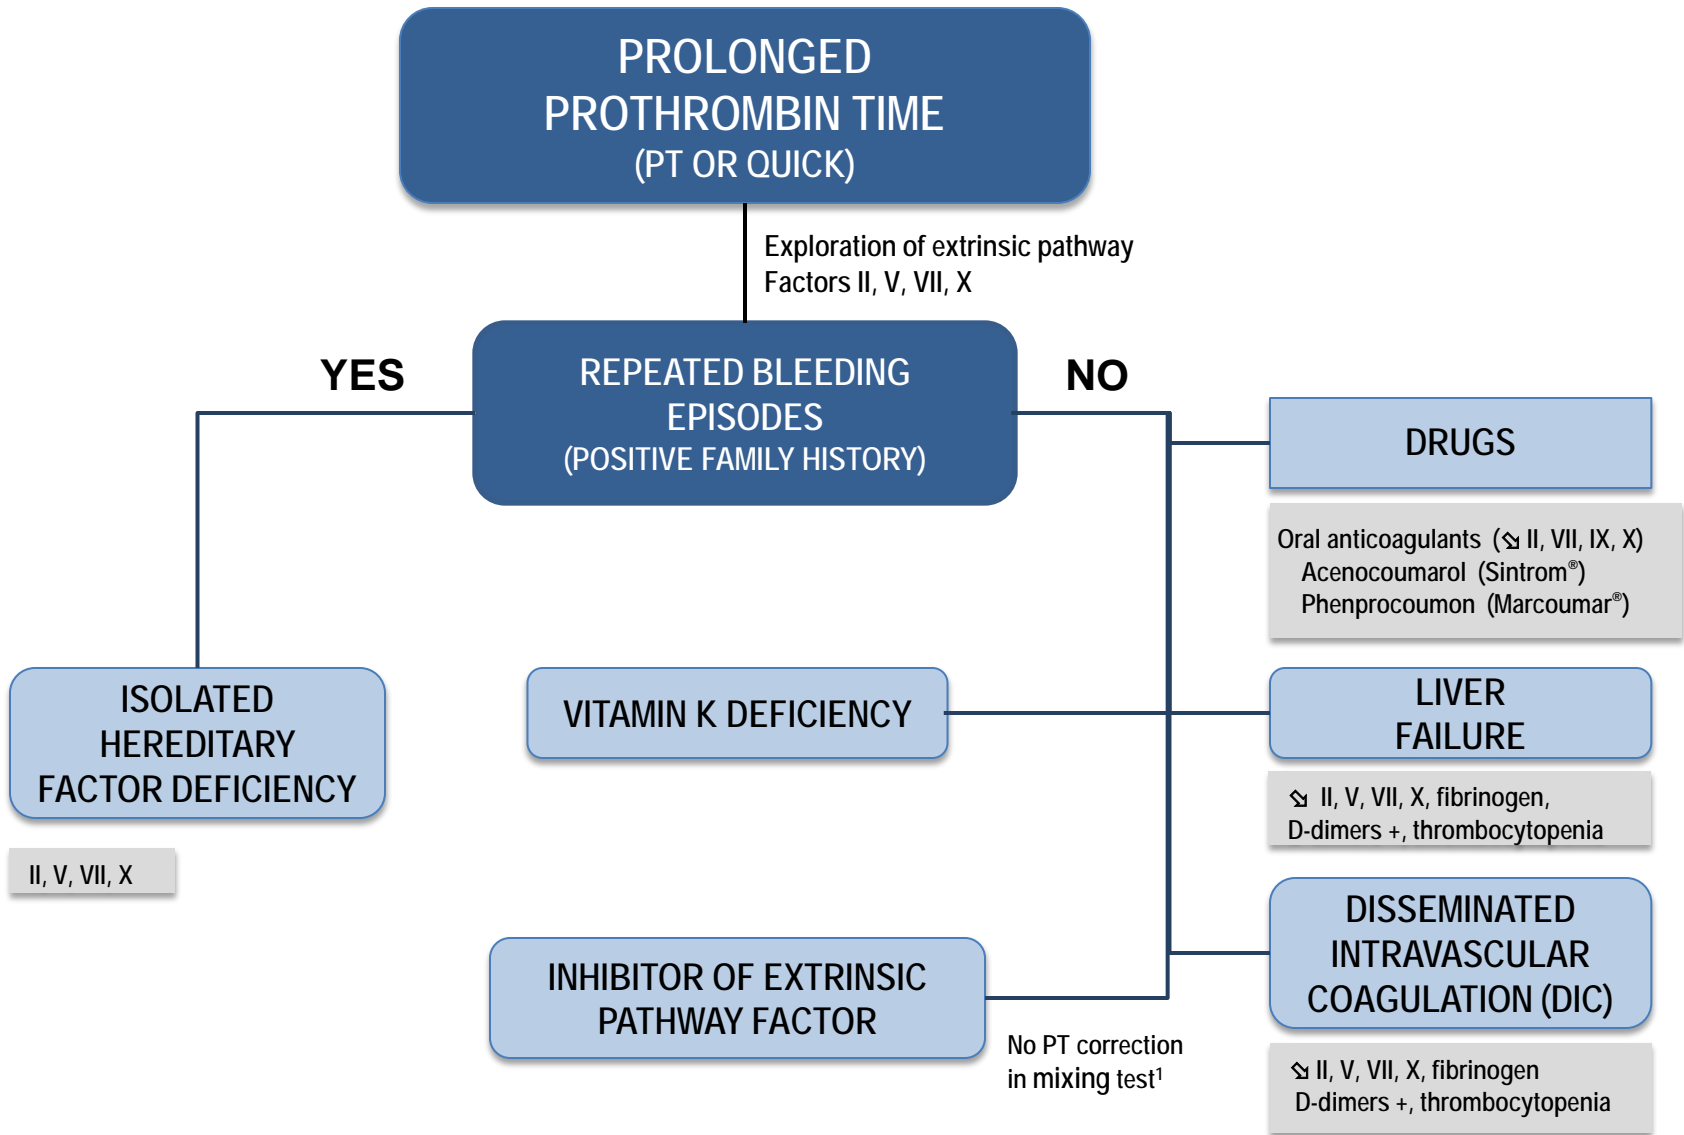 PROLONGED
PROTHROMBIN TIME
(PT OR QUICK)
Exploration of extrinsic pathway
Factors II, V, VII, X
YES
REPEATED BLEEDING
EPISODES
(POSITIVE FAMILY HISTORY)
NO
DRUGS
Oral anticoagulants (⬂ II, VII, IX, X)
Acenocoumarol (Sintrom®)
Phenprocoumon (Marcoumar®)
ISOLATED
HEREDITARY
FACTOR DEFICIENCY
II, V, VII, X
VITAMIN K DEFICIENCY
LIVER
FAILURE
⬂ II, V, VII, X, fibrinogen,
D-dimers +, thrombocytopenia
INHIBITOR OF EXTRINSIC
PATHWAY FACTOR
No PT correction
in mixing test¹
DISSEMINATED
INTRAVASCULAR
COAGULATION (DIC)
⬂ II, V, VII, X, fibrinogen
D-dimers +, thrombocytopenia